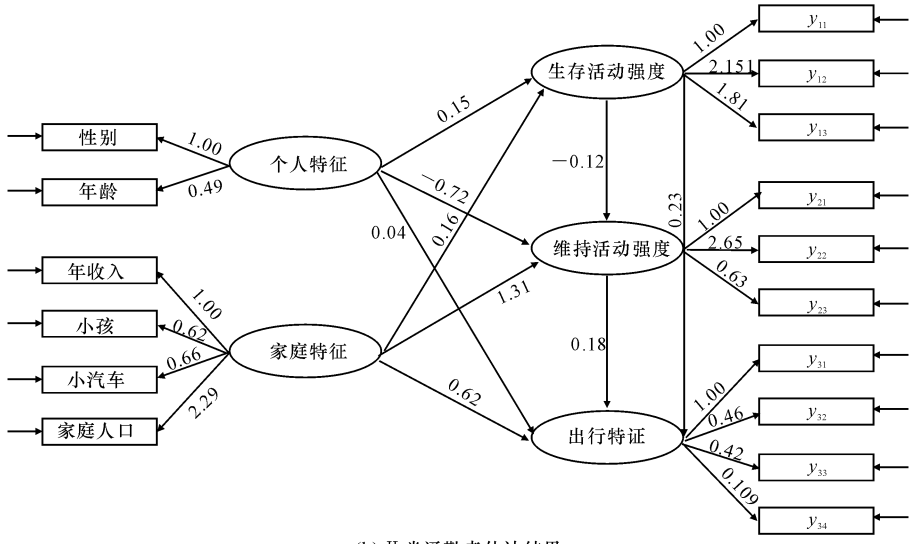 性别
年龄
年收入
小孩
小汽车
家庭人口
1.00
0.49
1.00
0.62
0.66
2.29
个人特征
家庭特征
0.15
-0.72
0.04
0.16
1.31
0.62
生存活动强度
维持活动强度
出行特证
-0.12
0.23
0.18
1.00
2.151
1.81
1.00
2.65
0.63
1.00
0.46
0.42
0.109
y11
y12
y13
y21
y22
y23
y31
y32
y33
y34